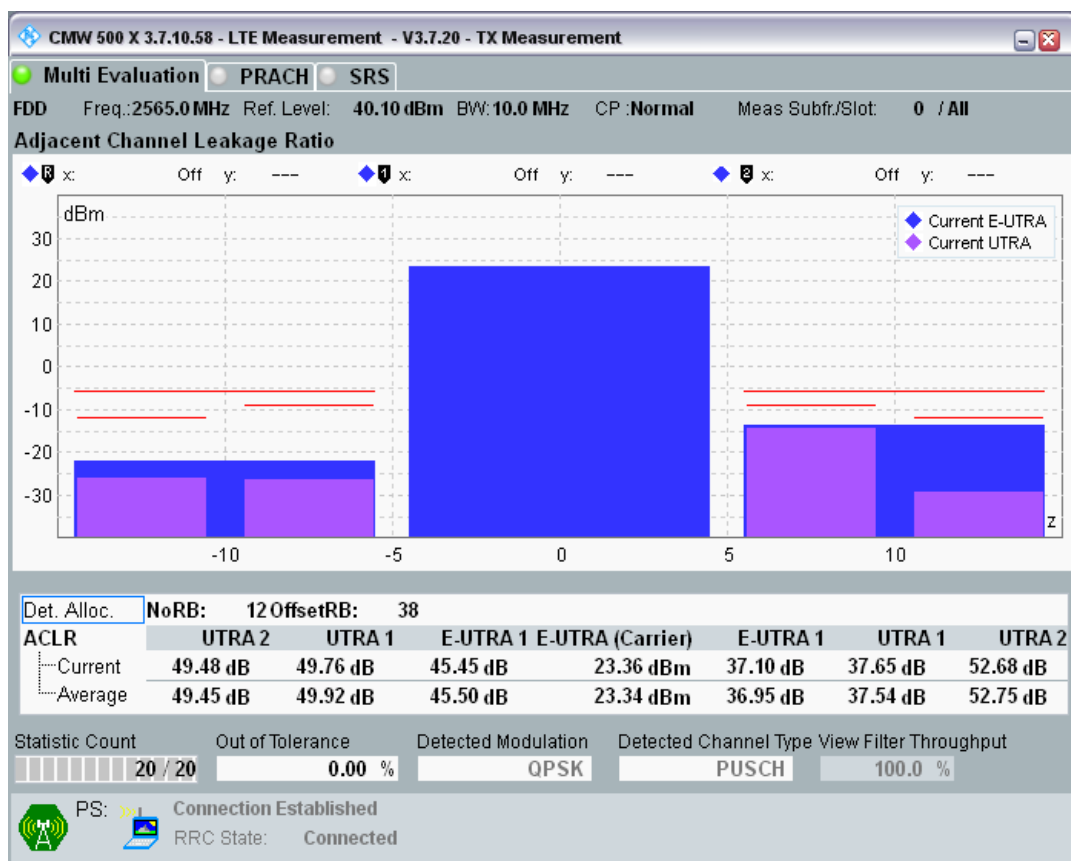 CMW 500 X 3.7.10.58 - LTE Measurement - V3.7.20 - TX Measurement
Multi Evaluation PRACH SRS
FDD Freq.:2565.0 MHz Ref. Level: 40.10 dBm BW: 10.0 MHz CP :Normal Meas Subfr./Slot: 0 / All
Adjacent Channel Leakage Ratio
R x: Off y: --- 1 x: Off y: --- 2 x: Off y: ---
dBm
Current E-UTRA
Current UTRA
30
20
10
0
-10
-20
-30
z
-10 -5 0 5 10
Det. Alloc. NoRB: 12 OffsetRB: 38
ACLR UTRA 2 UTRA 1 E-UTRA 1 E-UTRA (Carrier) E-UTRA 1 UTRA 1 UTRA 2
Current 49.48 dB 49.76 dB 45.45 dB 23.36 dBm 37.10 dB 37.65 dB 52.68 dB
Average 49.45 dB 49.92 dB 45.50 dB 23.34 dBm 36.95 dB 37.54 dB 52.75 dB
Statistic Count Out of Tolerance Detected Modulation Detected Channel Type View Filter Throughput
20 / 20 0.00 % QPSK PUSCH 100.0 %
PS: Connection Established
RRC State: Connected